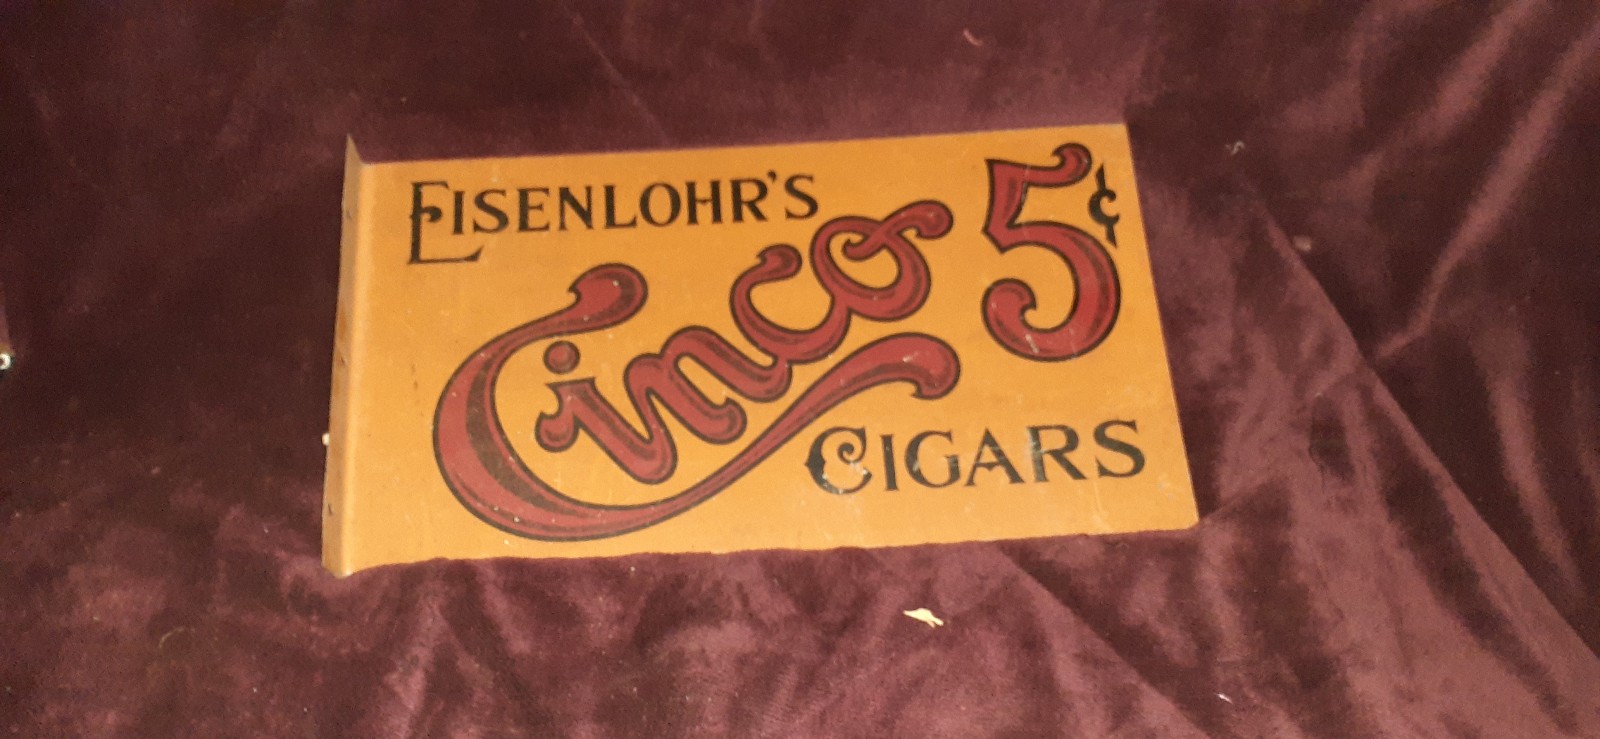 EISENLOHR'S
Cinco 5¢
CIGARS